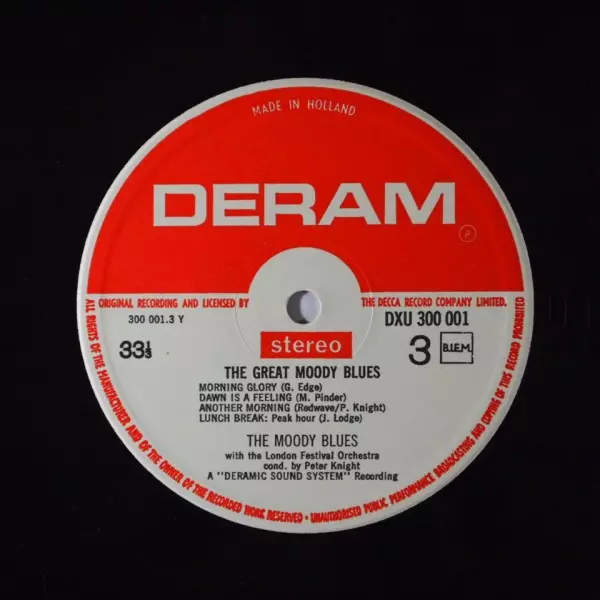 MADE IN HOLLAND
DERAM
ORIGINAL RECORDING AND LICENSED BY THE DECCA RECORD COMPANY LIMITED.
300 001.3 Y
DXU 300 001
33⅓
stereo
3
B.I.E.M.
THE GREAT MOODY BLUES
MORNING GLORY (G. Edge)
DAWN IS A FEELING (M. Pinder)
ANOTHER MORNING (Redwave/P. Knight)
LUNCH BREAK: Peak hour (J. Lodge)
THE MOODY BLUES
with the London Festival Orchestra
cond. by Peter Knight
A "DERAMIC SOUND SYSTEM" Recording
ALL RIGHTS OF THE MANUFACTURER AND OF THE OWNER OF THE RECORDED WORK RESERVED • UNAUTHORISED PUBLIC PERFORMANCE BROADCASTING AND COPYING OF THIS RECORD PROHIBITED